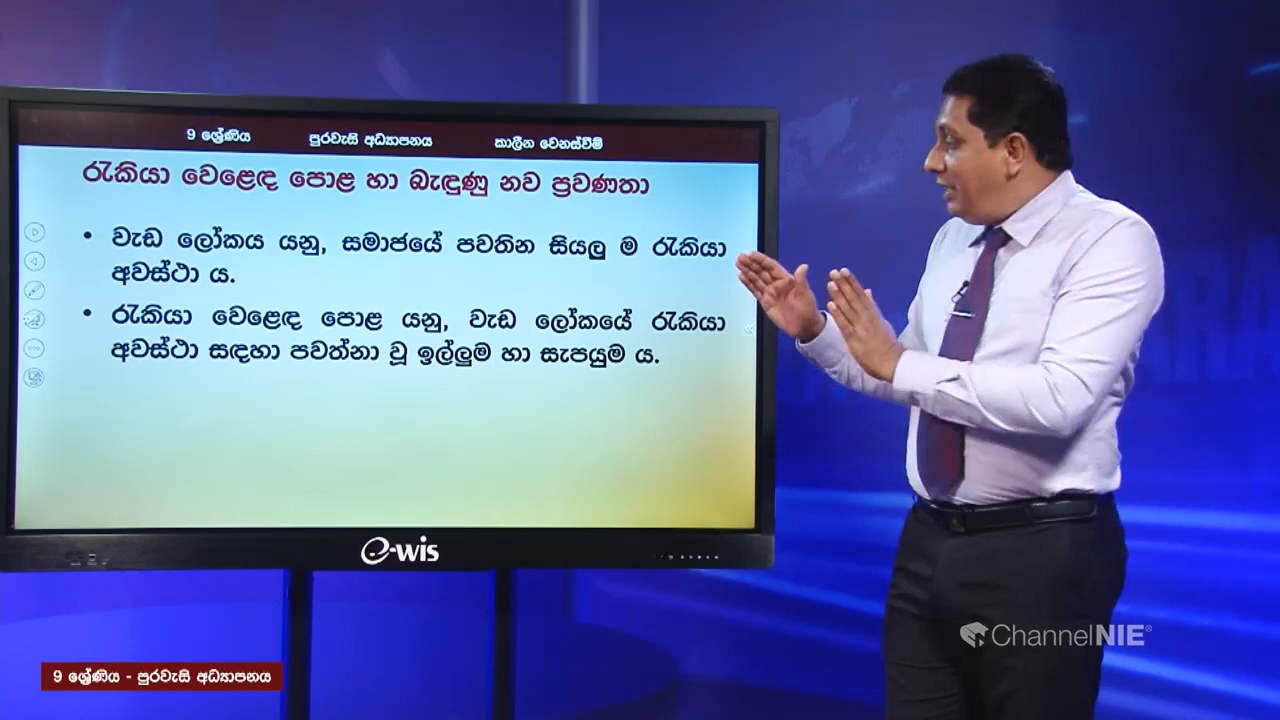 9 ශ්‍රේණිය පුරවැසි අධ්‍යාපනය කාලීන වෙනස්වීම්
රැකියා වෙළෙඳ පොළ හා බැඳුණු නව ප්‍රවණතා
• වැඩ ලෝකය යනු, සමාජයේ පවතින සියලු ම රැකියා
අවස්ථා ය.
• රැකියා වෙළෙඳ පොළ යනු, වැඩ ලෝකයේ රැකියා
අවස්ථා සඳහා පවත්නා වූ ඉල්ලුම හා සැපයුම ය.
e-wis
ChannelNIE
9 ශ්‍රේණිය - පුරවැසි අධ්‍යාපනය